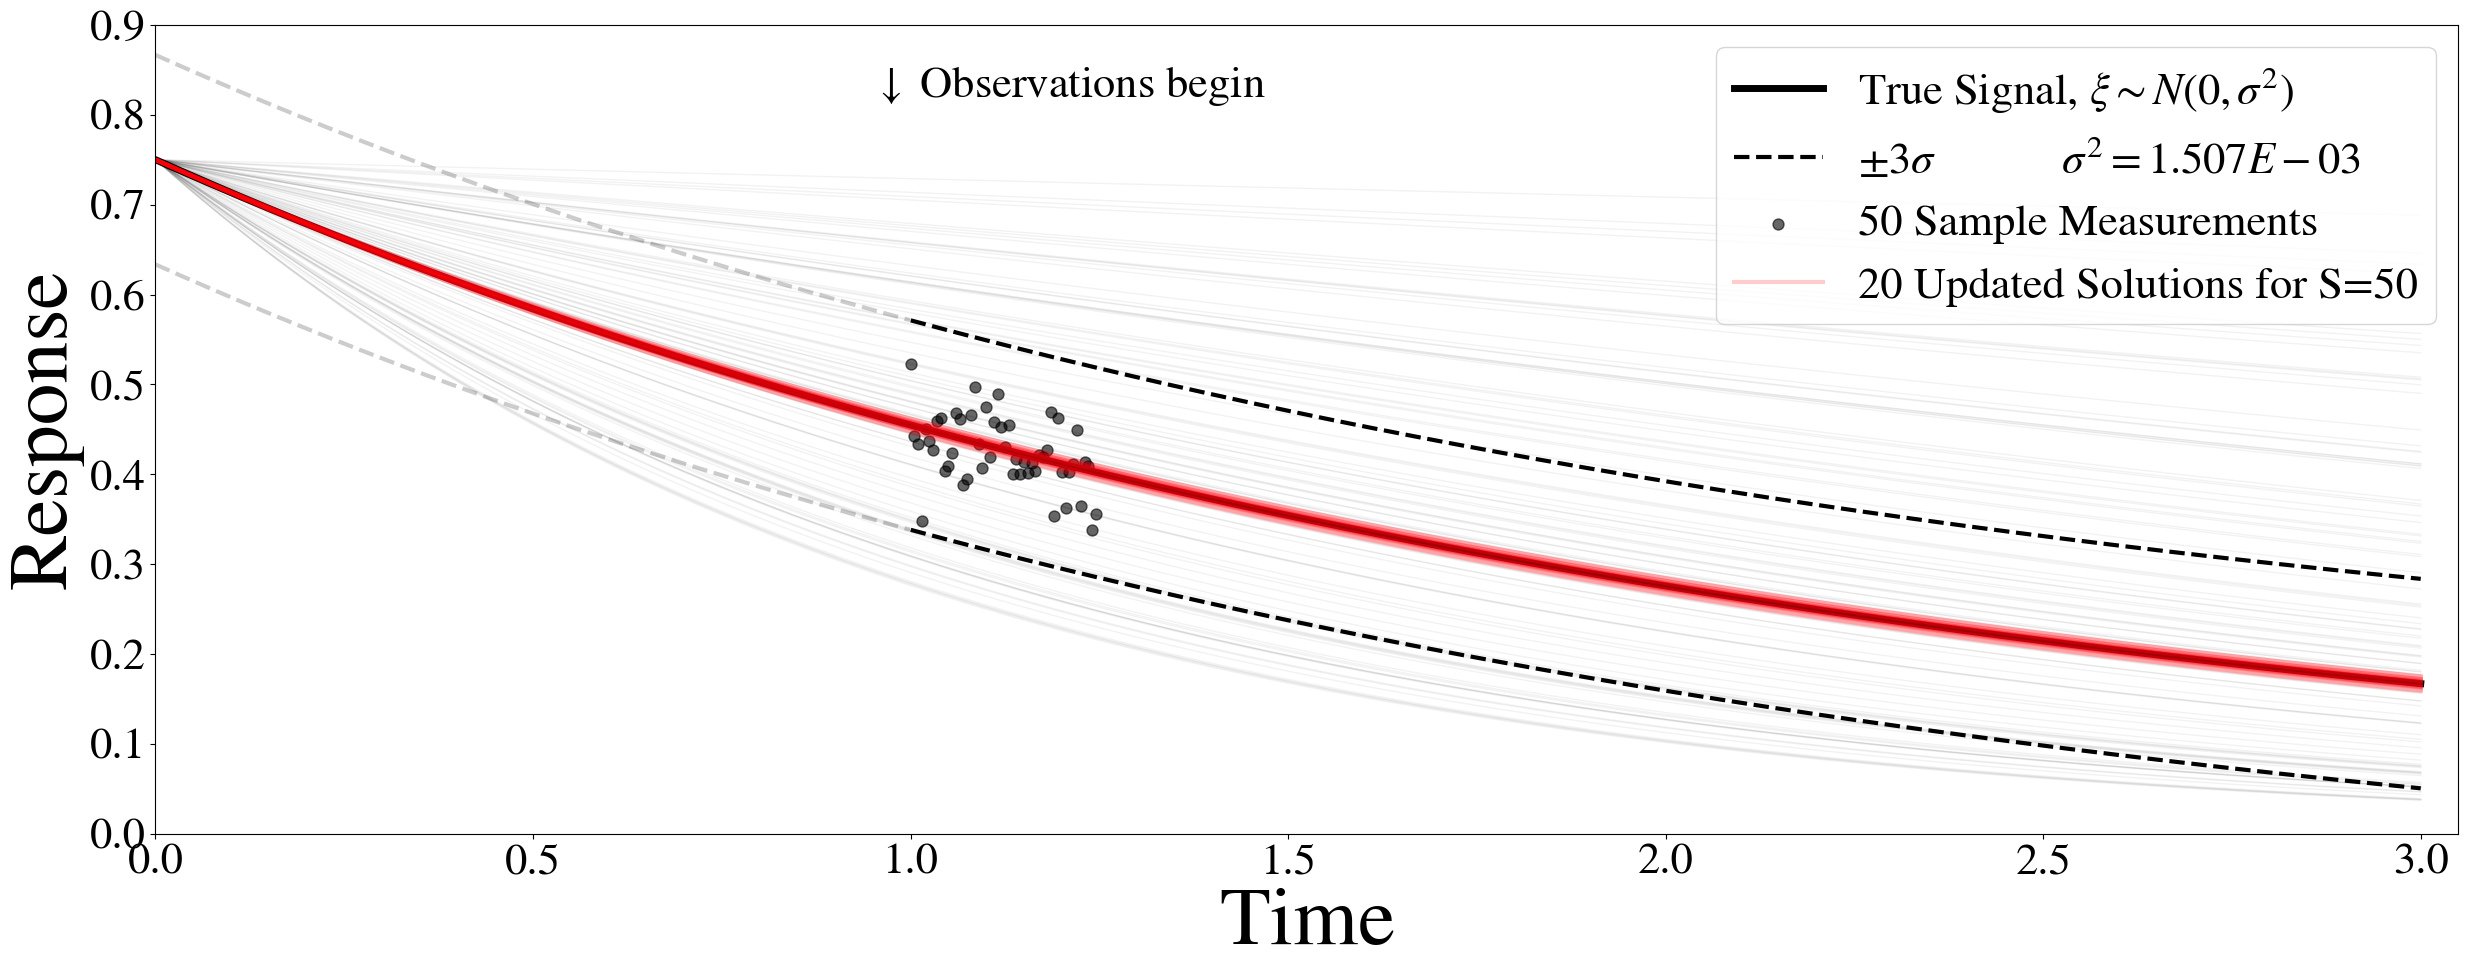 0.9
0.8
0.7
0.6
0.5
0.4
0.3
0.2
0.1
0.0
Response
↓ Observations begin
True Signal, ξ ∼ N(0, σ²)
±3σ σ² = 1.507E − 03
50 Sample Measurements
20 Updated Solutions for S=50
0.0 0.5 1.0 1.5 2.0 2.5 3.0
Time